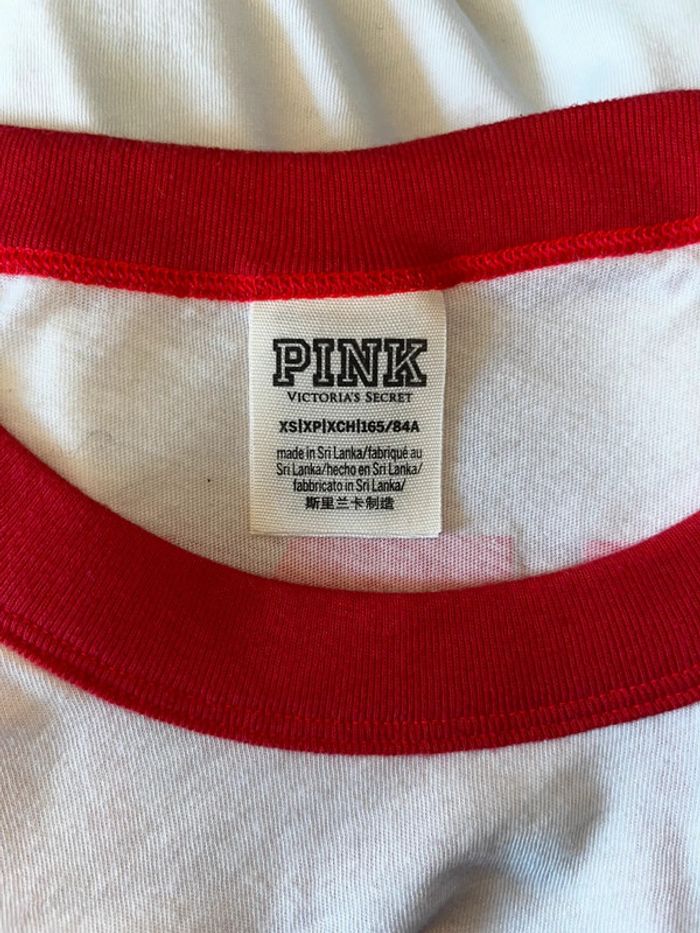 PINK
VICTORIA'S SECRET
XS|XP|XCH|165/84A
made in Sri Lanka/fabriqué au
Sri Lanka/hecho en Sri Lanka/
fabbricato in Sri Lanka/
斯里兰卡制造